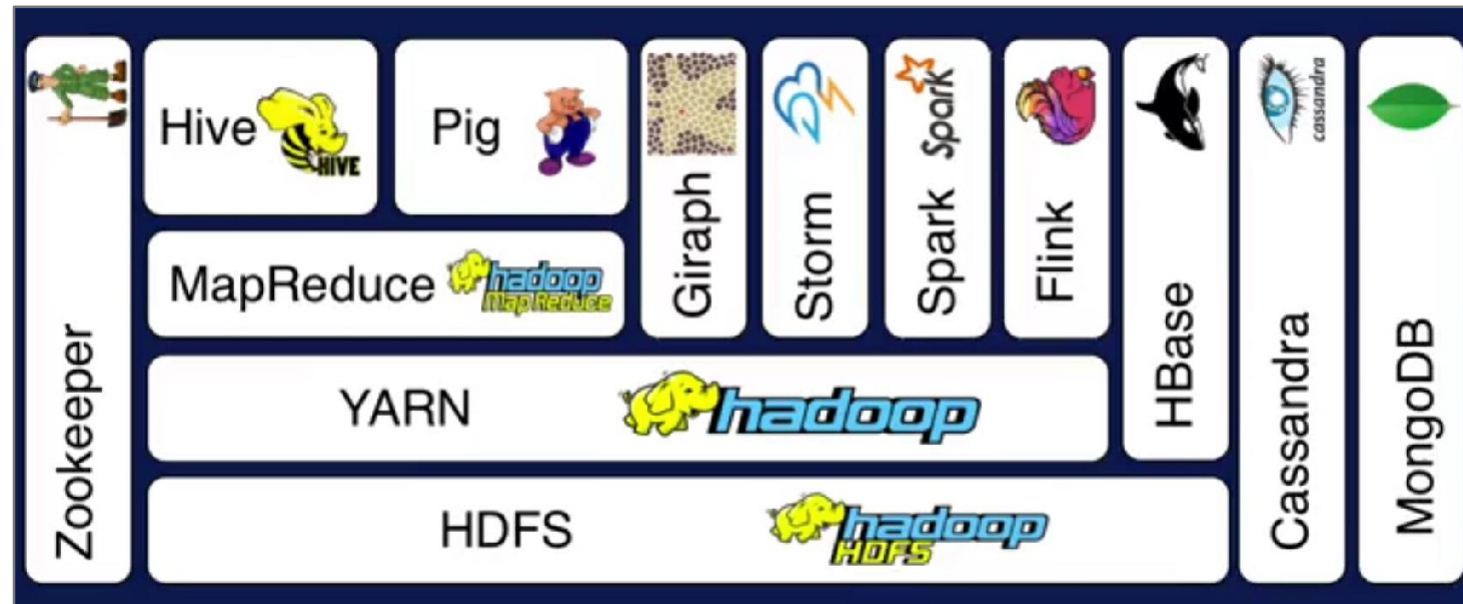 Zookeeper
Hive
HIVE
Pig
MapReduce
hadoop
Map Reduce
Giraph
Storm
Spark
Spark
Flink
HBase
cassandra
Cassandra
MongoDB
YARN
hadoop
HDFS
hadoop
HDFS